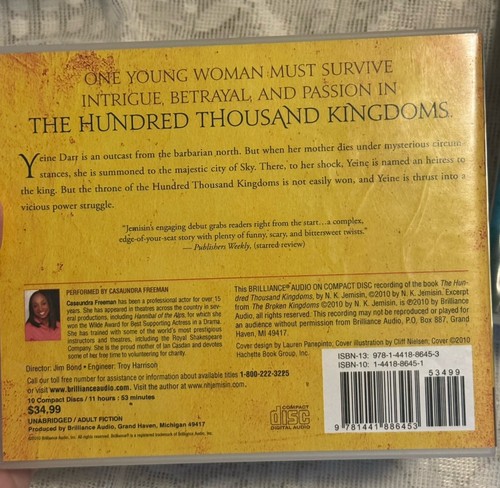 ONE YOUNG WOMAN MUST SURVIVE
INTRIGUE, BETRAYAL, AND PASSION IN
THE HUNDRED THOUSAND KINGDOMS.
Yeine Darr is an outcast from the barbarian north. But when her mother dies under mysterious circum-
stances, she is summoned to the majestic city of Sky. There, to her shock, Yeine is named an heiress to
the king. But the throne of the Hundred Thousand Kingdoms is not easily won, and Yeine is thrust into a
vicious power struggle.
"Jemisin's engaging debut grabs readers right from the start...a complex,
edge-of-your-seat story with plenty of funny, scary, and bittersweet twists."
— Publishers Weekly, (starred review)
PERFORMED BY CASAUNDRA FREEMAN
Casaundra Freeman has been a professional actor for over 15
years. She has appeared in theatres across the country in sev-
eral productions, including Hannibal of the Alps, for which she
won the Wilde Award for Best Supporting Actress in a Drama.
She has trained with some of the world's most prestigious
instructors and theatres, including the Royal Shakespeare
Company. She is the proud mother of Ian Casdan and devotes
some of her free time to volunteering for charity.
This BRILLIANCE® AUDIO ON COMPACT DISC recording of the book The Hun-
dred Thousand Kingdoms, by N. K. Jemisin, ©2010 by N. K. Jemisin. Excerpt
from The Broken Kingdoms ©2010 by N. K. Jemisin, is ℗2010 by Brilliance
Audio, all rights reserved. This recording may not be reproduced or played for
an audience without permission from Brilliance Audio, P.O. Box 887, Grand
Haven, MI 49417.
Cover design by Lauren Panepinto, Cover illustration by Cliff Nielsen, Cover ©2010
Hachette Book Group, Inc.
Director: Jim Bond • Engineer: Troy Harrison
Call our toll free number for assistance or information about available titles 1-800-222-3225
or visit www.brillianceaudio.com. Visit the author at www.nkjemisin.com.
10 Compact Discs / 11 hours : 53 minutes
$34.99
UNABRIDGED / ADULT FICTION
Produced by Brilliance Audio, Grand Haven, Michigan 49417
©2010 Brilliance Audio, Inc. All rights reserved. Brilliance® is a registered trademark of Brilliance Audio, Inc.
COMPACT
disc
DIGITAL AUDIO
ISBN-13: 978-1-4418-8645-3
ISBN-10: 1-4418-8645-1
53499
9 781441 886453